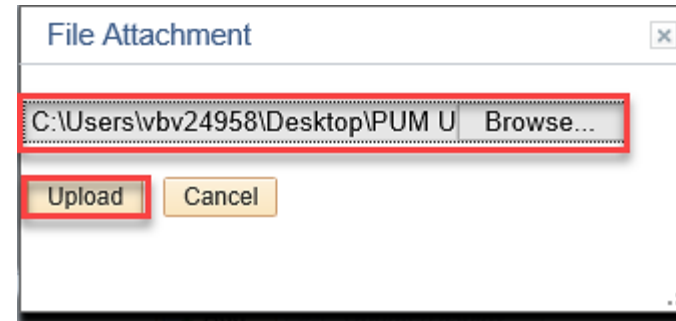 File Attachment
C:\Users\vbv24958\Desktop\PUM U Browse...
Upload Cancel